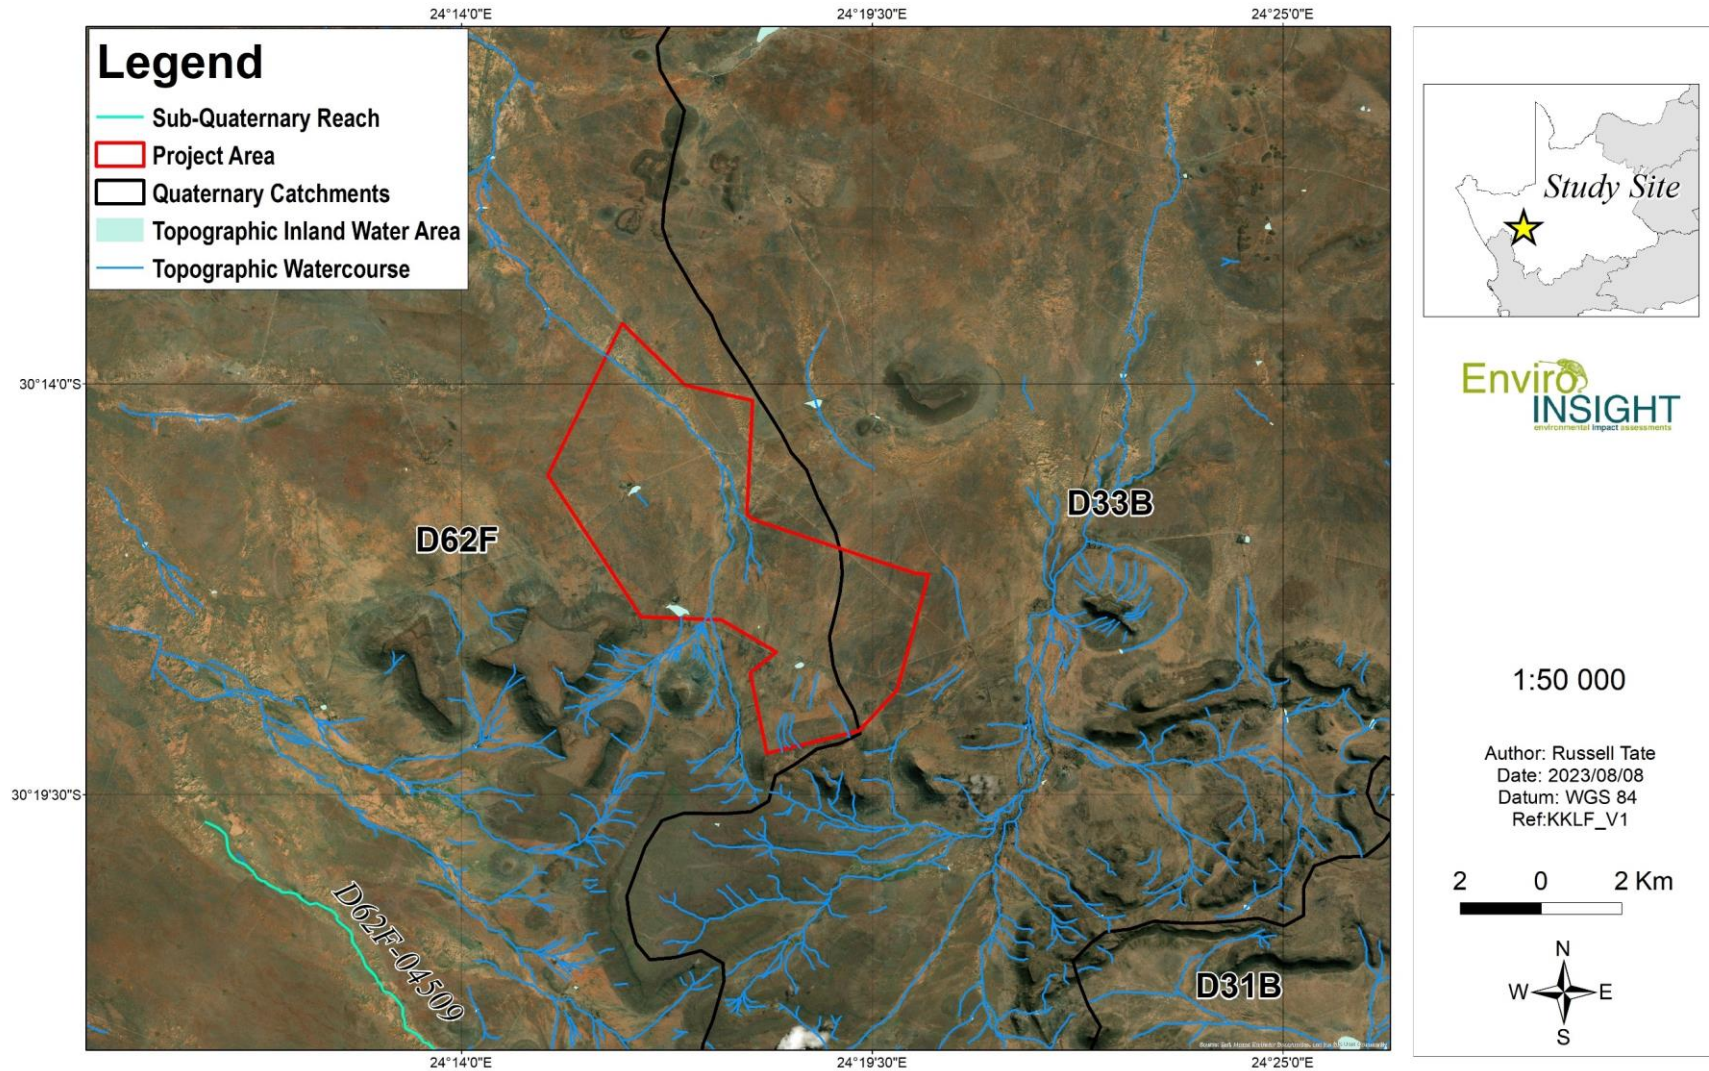 24°14'0"E
24°19'30"E
24°25'0"E
Legend
Sub-Quaternary Reach
Project Area
Quaternary Catchments
Topographic Inland Water Area
Topographic Watercourse
30°14'0"S
30°19'30"S
D62F
D33B
D31B
D62F-04509
24°14'0"E
24°19'30"E
24°25'0"E
Study Site
Enviro
INSIGHT
environmental impact assessments
1:50 000
Author: Russell Tate
Date: 2023/08/08
Datum: WGS 84
Ref:KKLF_V1
2 0 2 Km
N
W E
S